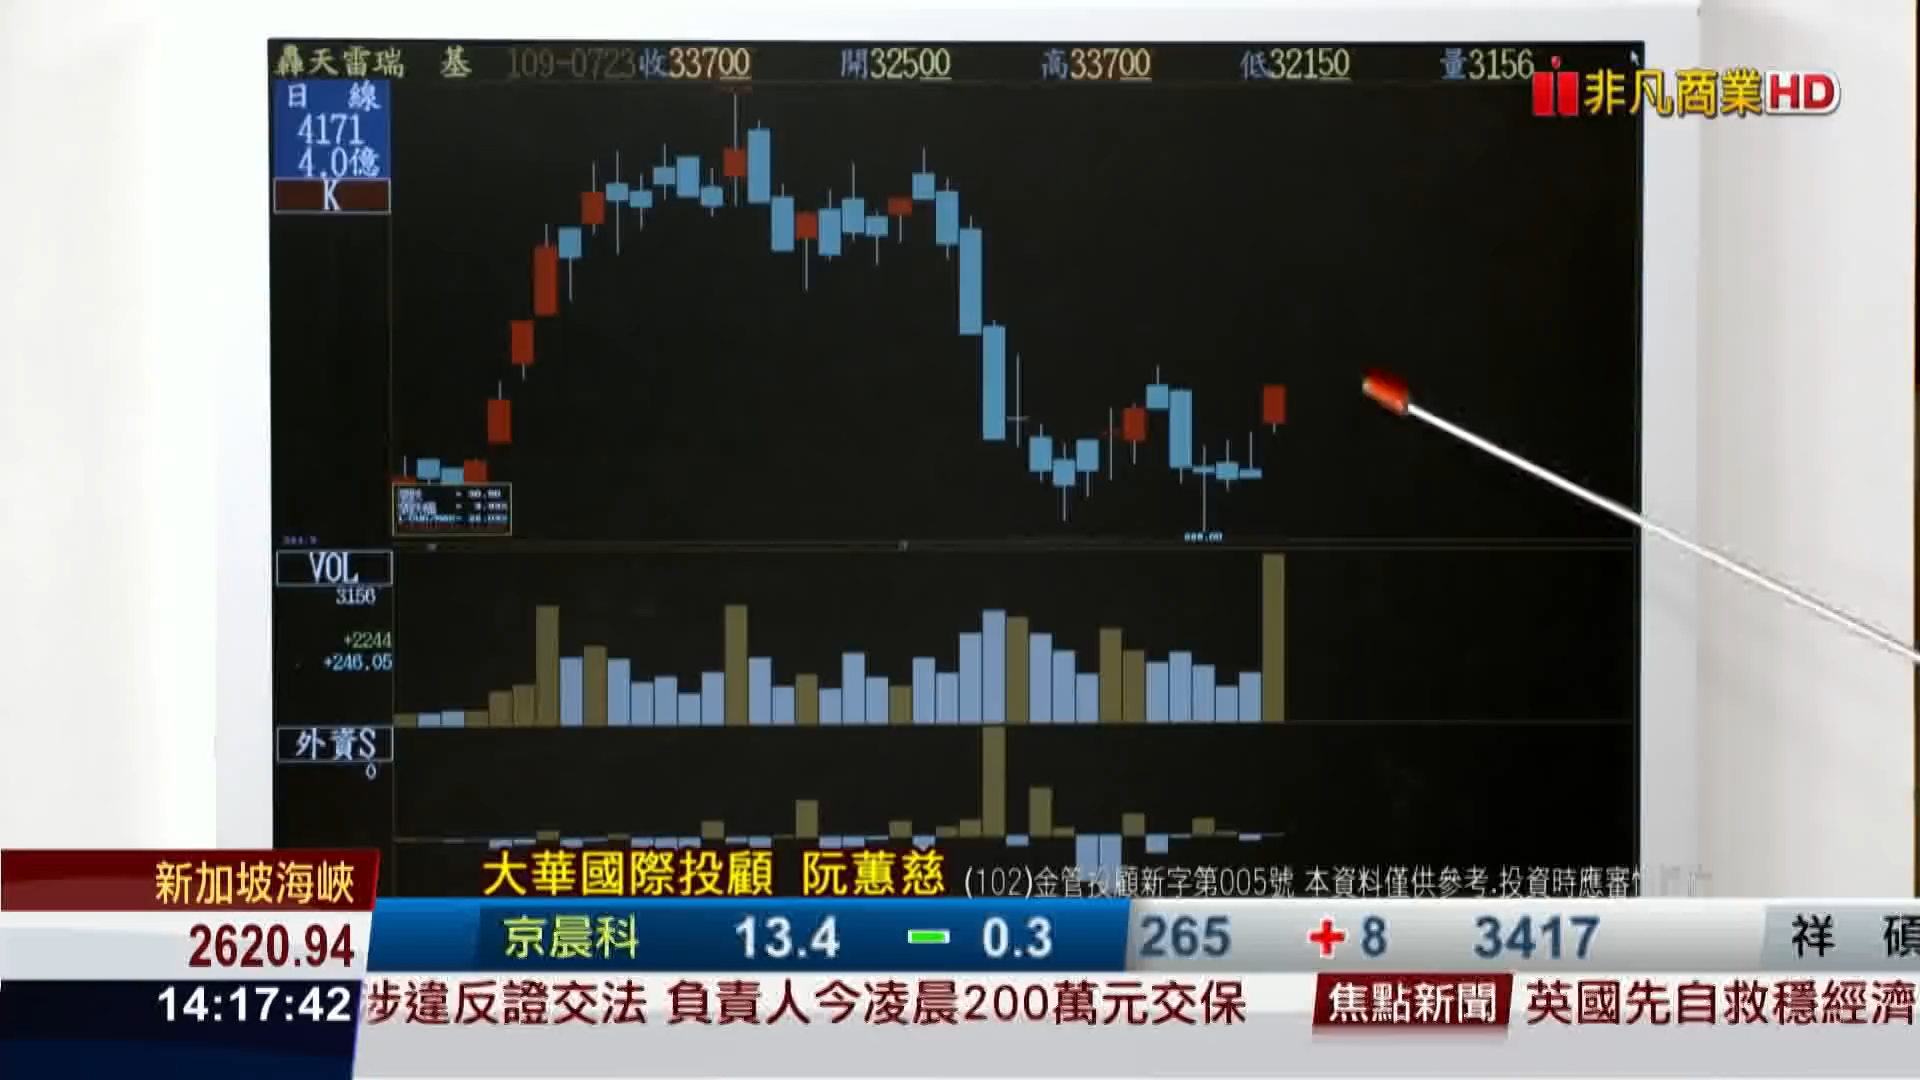 轟天雷瑞 基 109-0723收33700 開32500 高33700 低32150 量3156
非凡商業HD
日 線
4171
4.0億
K
VOL
3156
+2244
+246.05
外資S
0
新加坡海峽
2620.94
14:17:42
大華國際投顧 阮蕙慈 (102)金管投顧新字第005號 本資料僅供參考.投資時應審慎
京晨科 13.4 0.3 265 +8 3417 祥 碩
涉違反證交法 負責人今凌晨200萬元交保 焦點新聞 英國先自救穩經濟